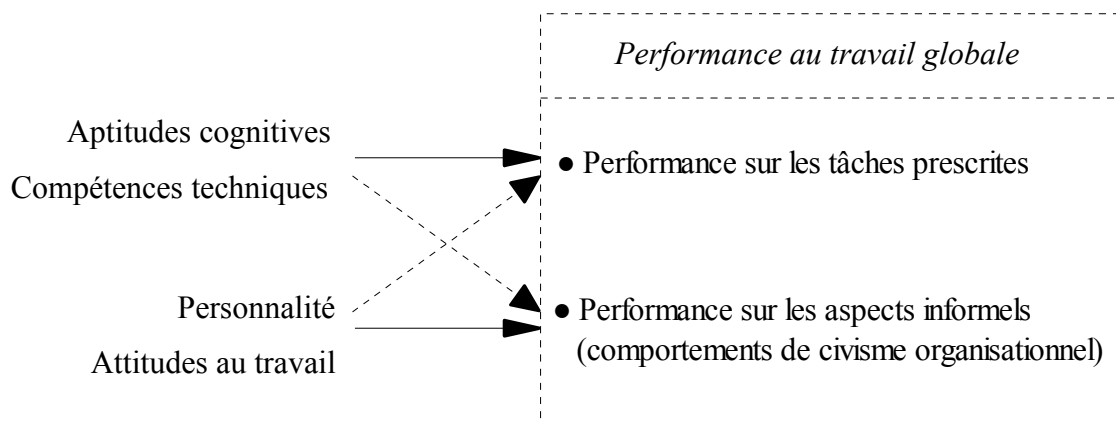 Performance au travail globale
Aptitudes cognitives
Compétences techniques
● Performance sur les tâches prescrites
Personnalité
Attitudes au travail
● Performance sur les aspects informels
(comportements de civisme organisationnel)